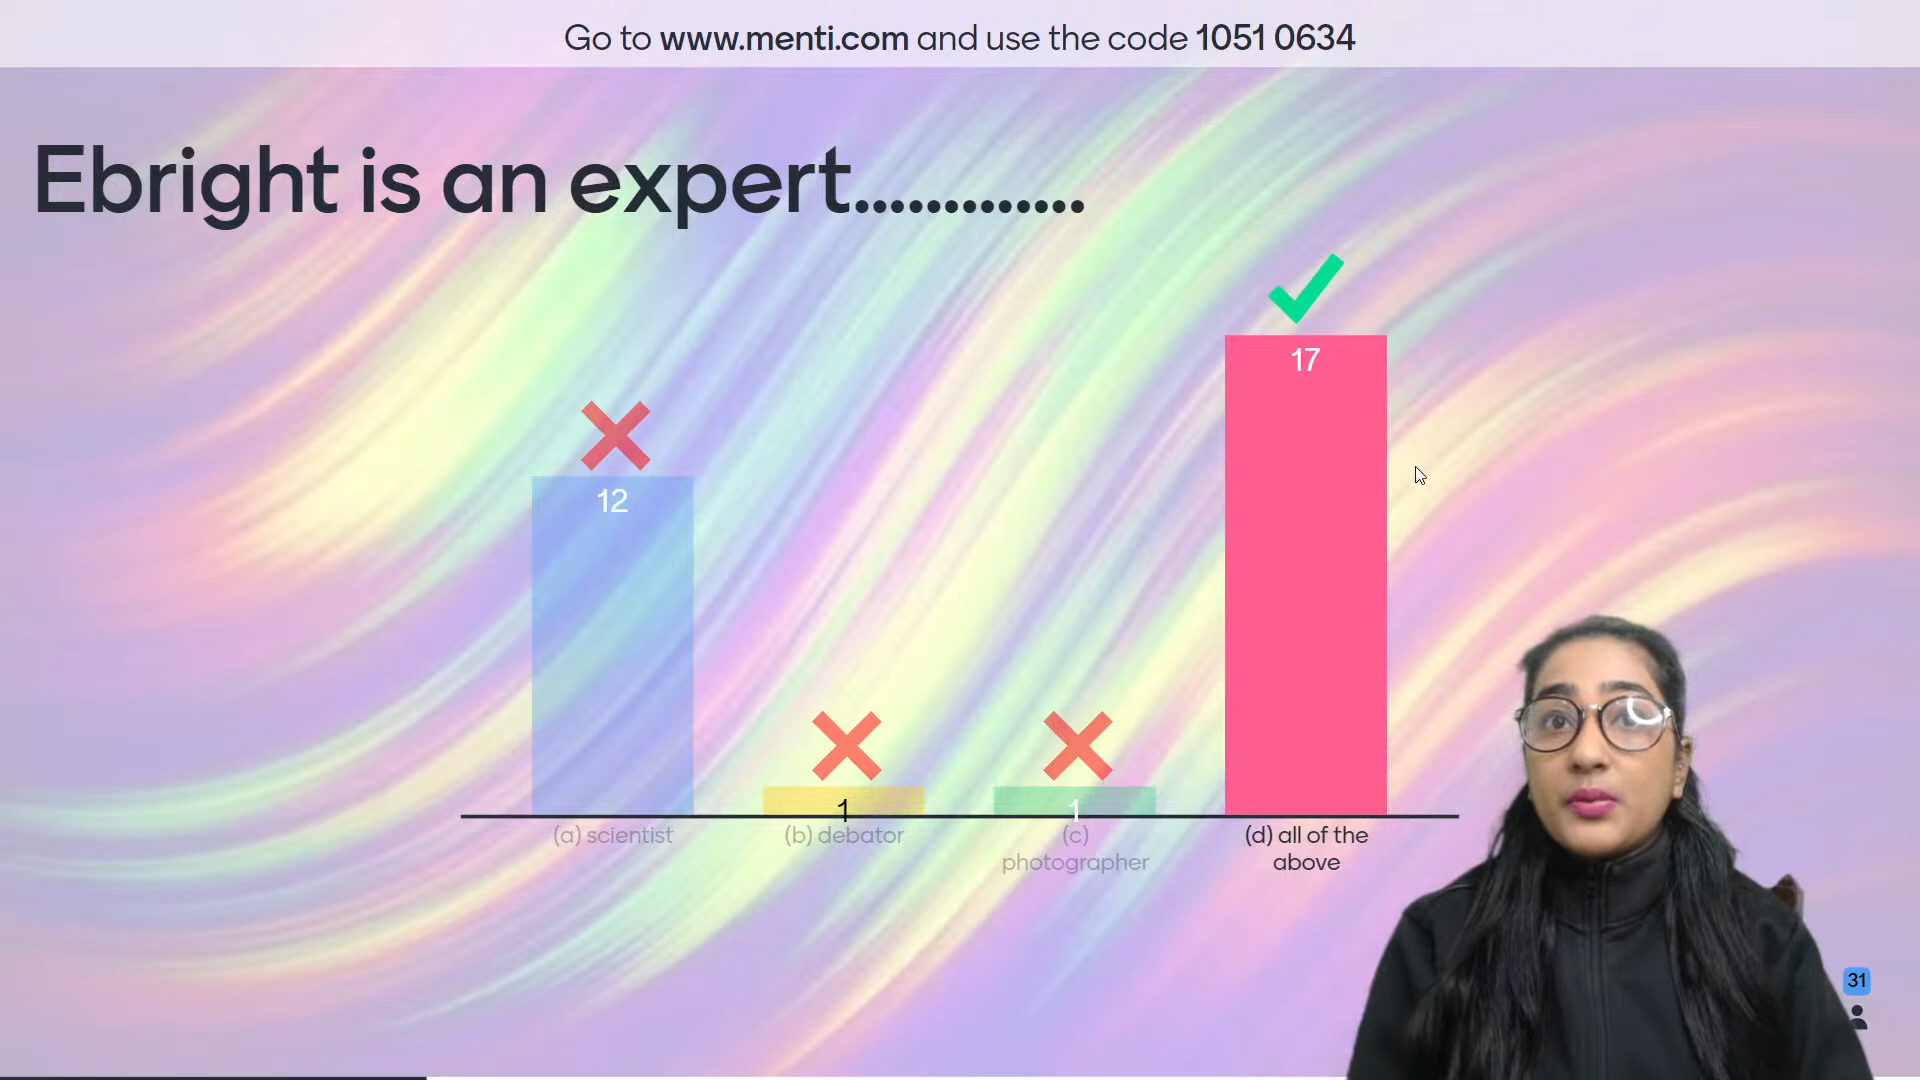 Go to www.menti.com and use the code 1051 0634
Ebright is an expert.............
17
12
1
1
(a) scientist
(b) debator
(c)
photographer
(d) all of the
above
31